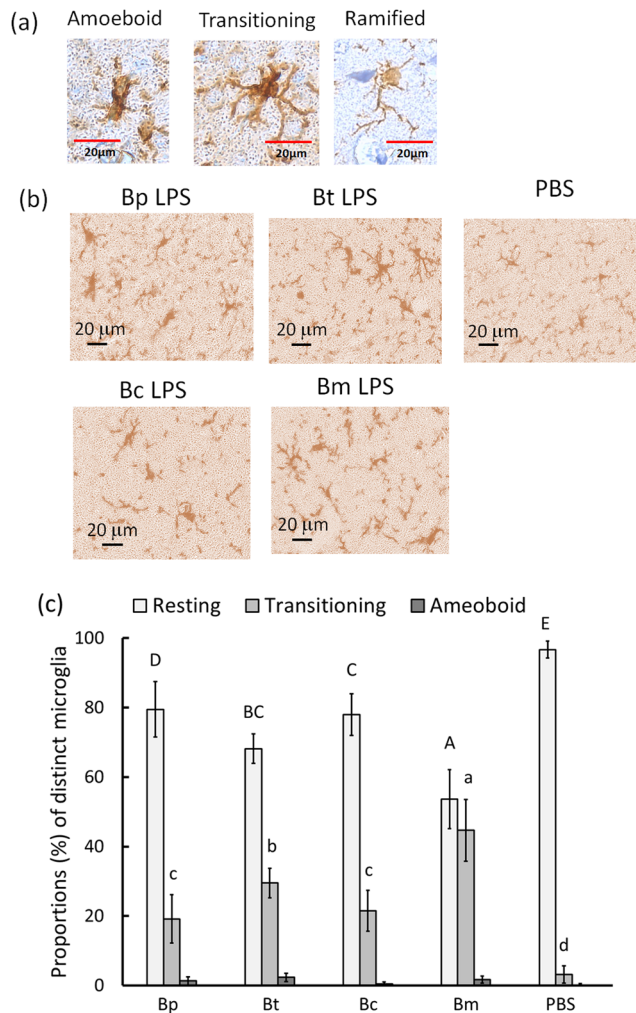 (a)
Amoeboid Transitioning Ramified
20μm 20μm 20μm
(b)
Bp LPS Bt LPS PBS
20 μm 20 μm 20 μm
Bc LPS Bm LPS
20 μm 20 μm
(c)
Resting Transitioning Ameoboid
Proportions (%) of distinct microglia
100
80
60
40
20
0
D BC C A E
c b c a d
Bp Bt Bc Bm PBS